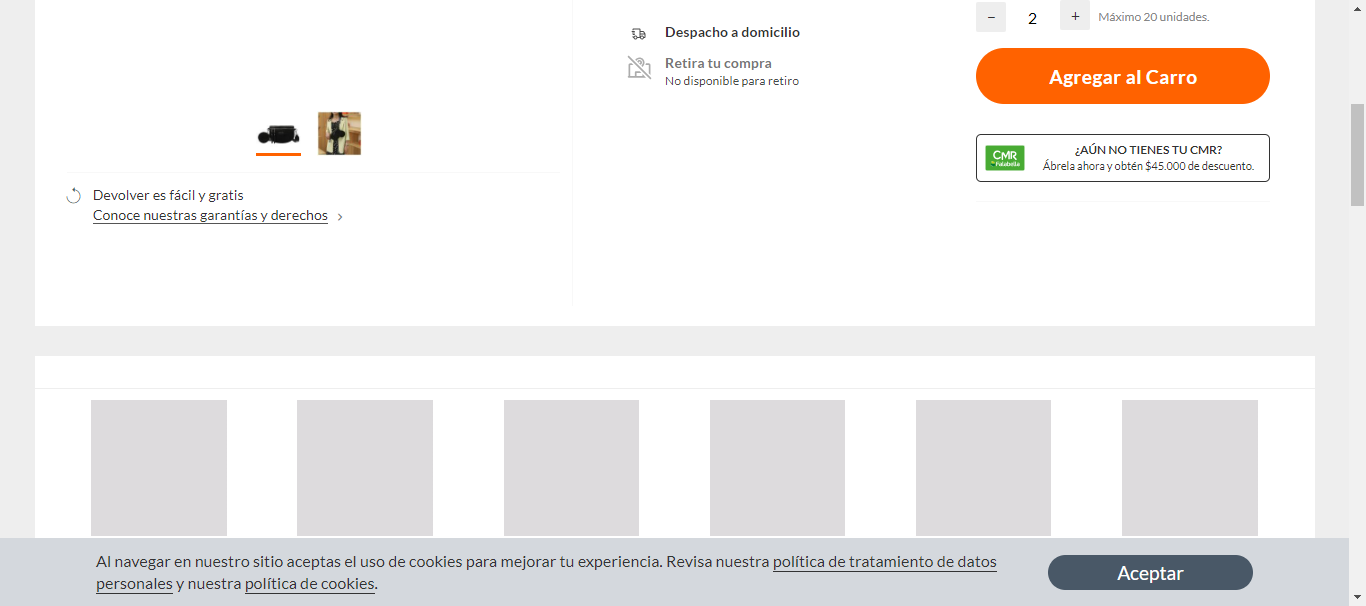 − 2 + Máximo 20 unidades.
Despacho a domicilio
Retira tu compra
No disponible para retiro
Agregar al Carro
CMR
Falabella
¿AÚN NO TIENES TU CMR?
Ábrela ahora y obtén $45.000 de descuento.
Devolver es fácil y gratis
Conoce nuestras garantías y derechos
Al navegar en nuestro sitio aceptas el uso de cookies para mejorar tu experiencia. Revisa nuestra política de tratamiento de datos
personales y nuestra política de cookies.
Aceptar